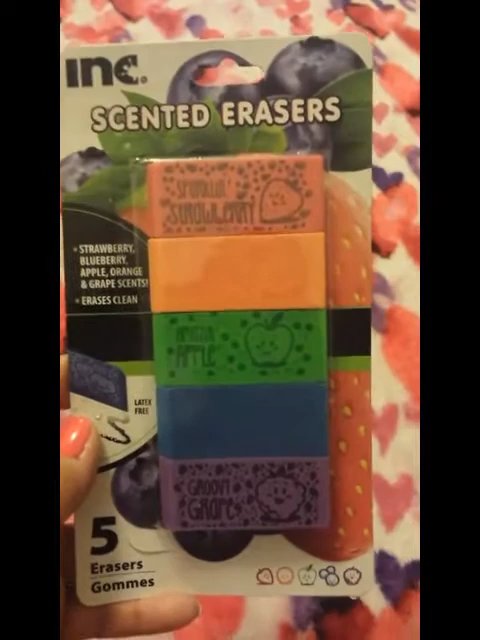 INC.
SCENTED ERASERS
STRAWBERRY
• STRAWBERRY,
BLUEBERRY,
APPLE, ORANGE
& GRAPE SCENTS!
• ERASES CLEAN
APPLE
LATEX
FREE
GROOVY
GRAPE
5
Erasers
Gommes